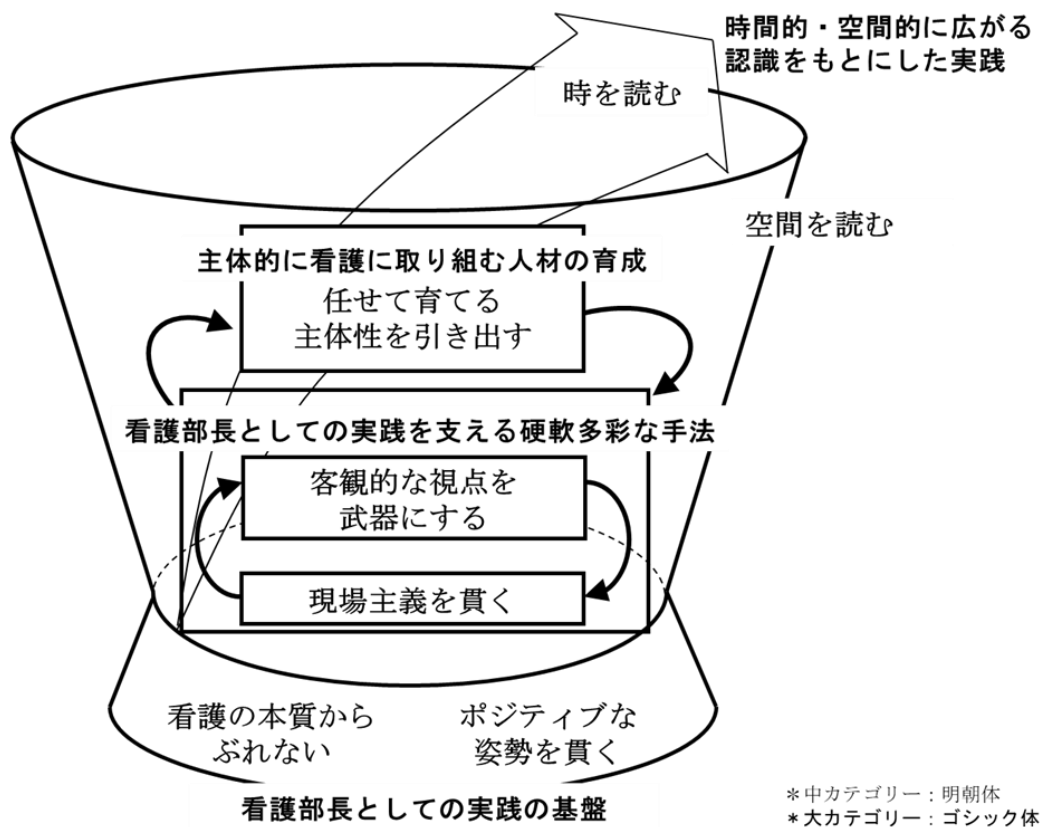 時間的・空間的に広がる
認識をもとにした実践
時を読む
空間を読む
主体的に看護に取り組む人材の育成
任せて育てる
主体性を引き出す
看護部長としての実践を支える硬軟多彩な手法
客観的な視点を
武器にする
現場主義を貫く
看護の本質から
ぶれない
ポジティブな
姿勢を貫く
看護部長としての実践の基盤
＊中カテゴリー：明朝体
＊大カテゴリー：ゴシック体